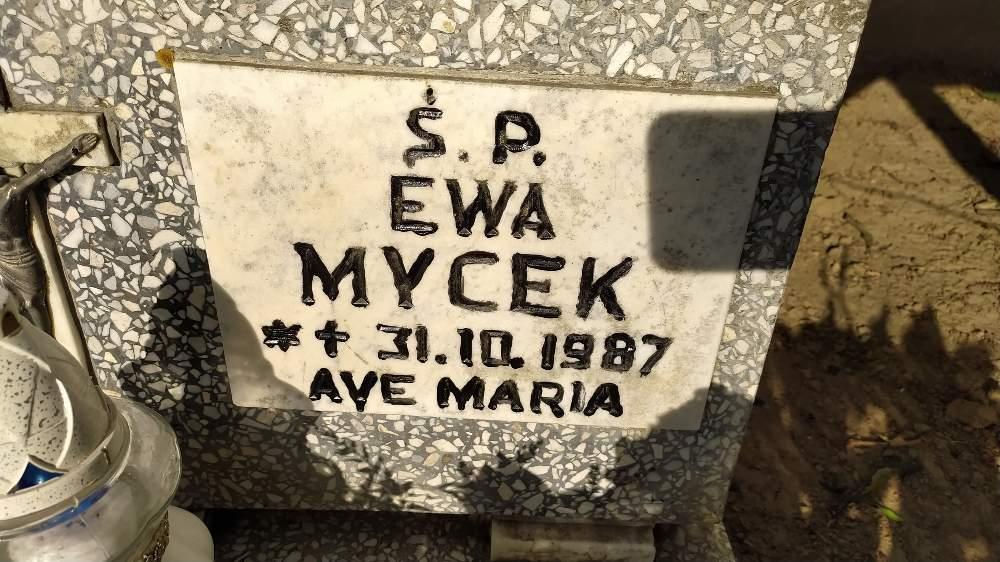 Ś. P.
EWA
MYCEK
* † 31.10.1987
AVE MARIA